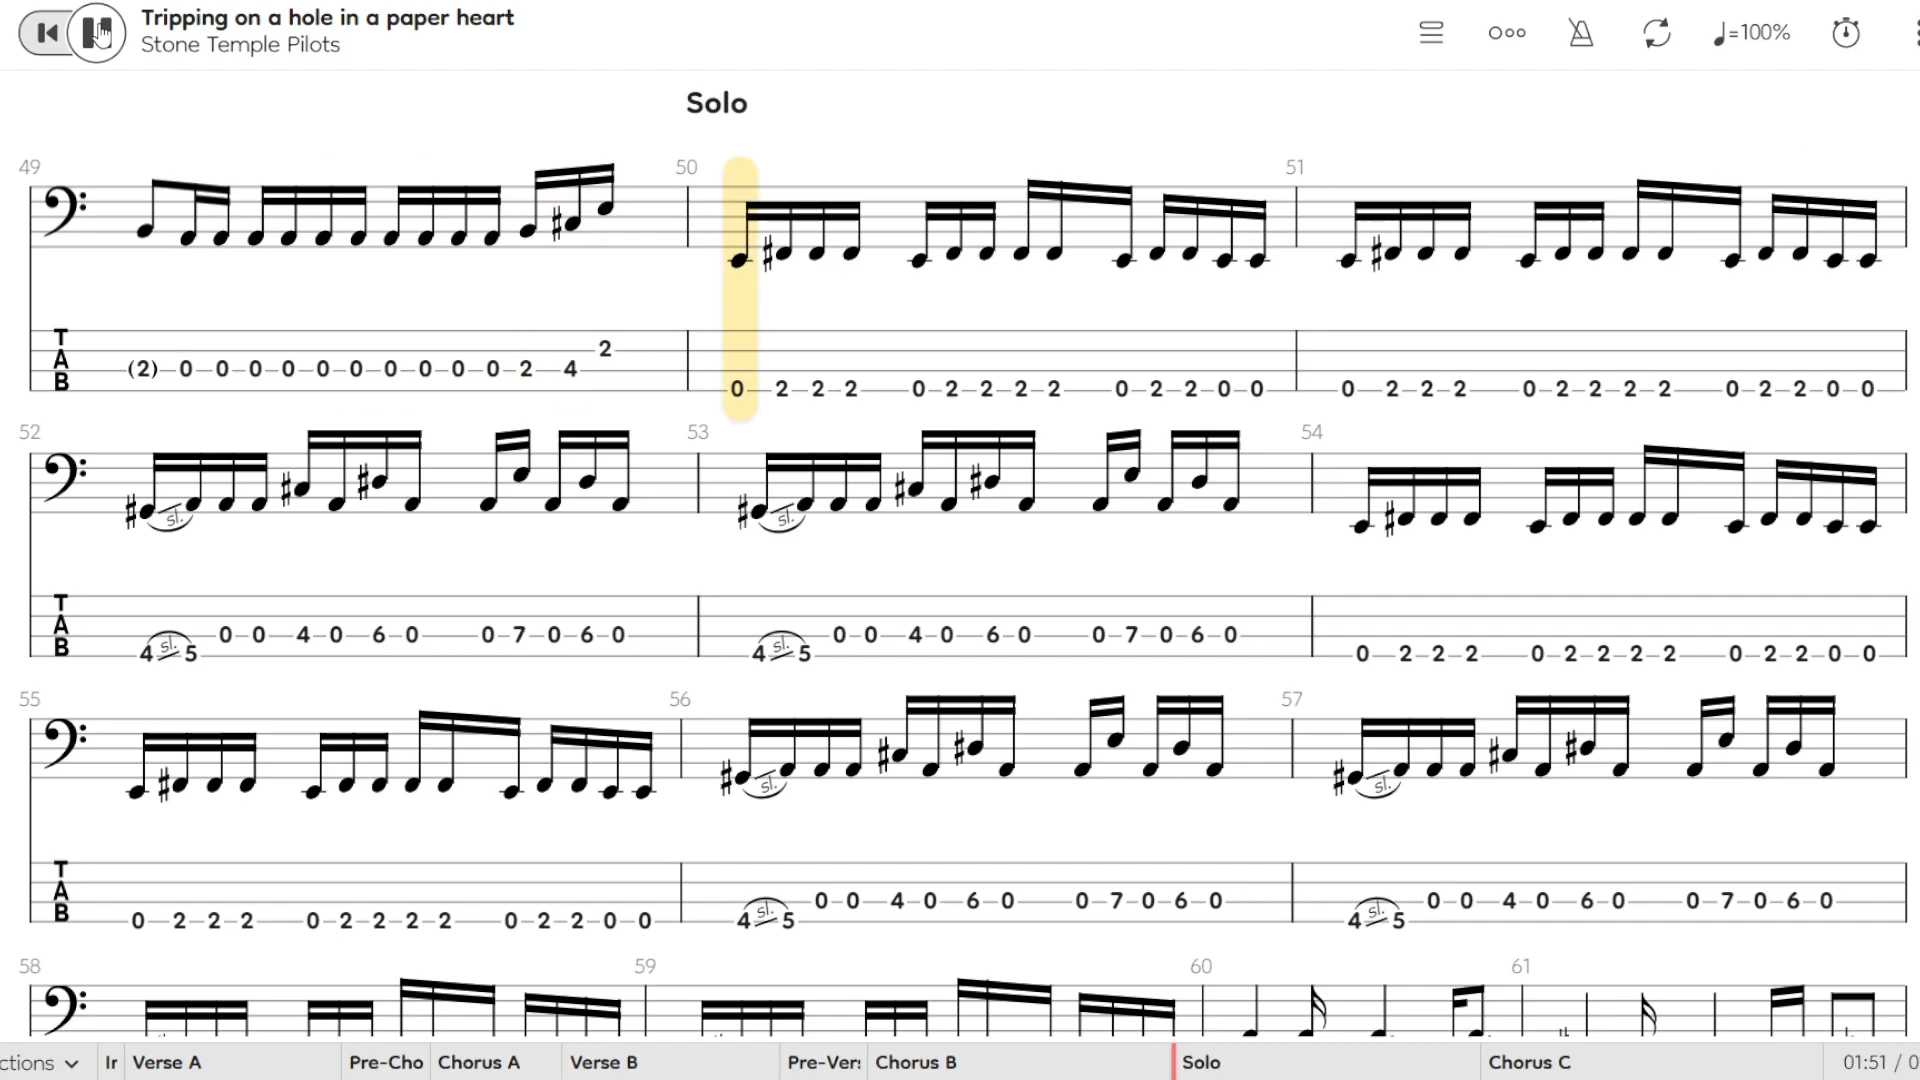 Tripping on a hole in a paper heart
Stone Temple Pilots
=100%
Solo
49 50 51
T A B (2) 0 0 0 0 0 0 0 0 0 0 2 4 2 0 2 2 2 0 2 2 2 2 0 2 2 0 0 0 2 2 2 0 2 2 2 2 0 2 2 0 0
52 53 54
sl. sl.
T A B 4 sl. 5 0 0 4 0 6 0 0 7 0 6 0 4 sl. 5 0 0 4 0 6 0 0 7 0 6 0 0 2 2 2 0 2 2 2 2 0 2 2 0 0
55 56 57
sl. sl.
T A B 0 2 2 2 0 2 2 2 2 0 2 2 0 0 4 sl. 5 0 0 4 0 6 0 0 7 0 6 0 4 sl. 5 0 0 4 0 6 0 0 7 0 6 0
58 59 60 61
ctions Ir Verse A Pre-Cho Chorus A Verse B Pre-Vers Chorus B Solo Chorus C 01:51 / 0